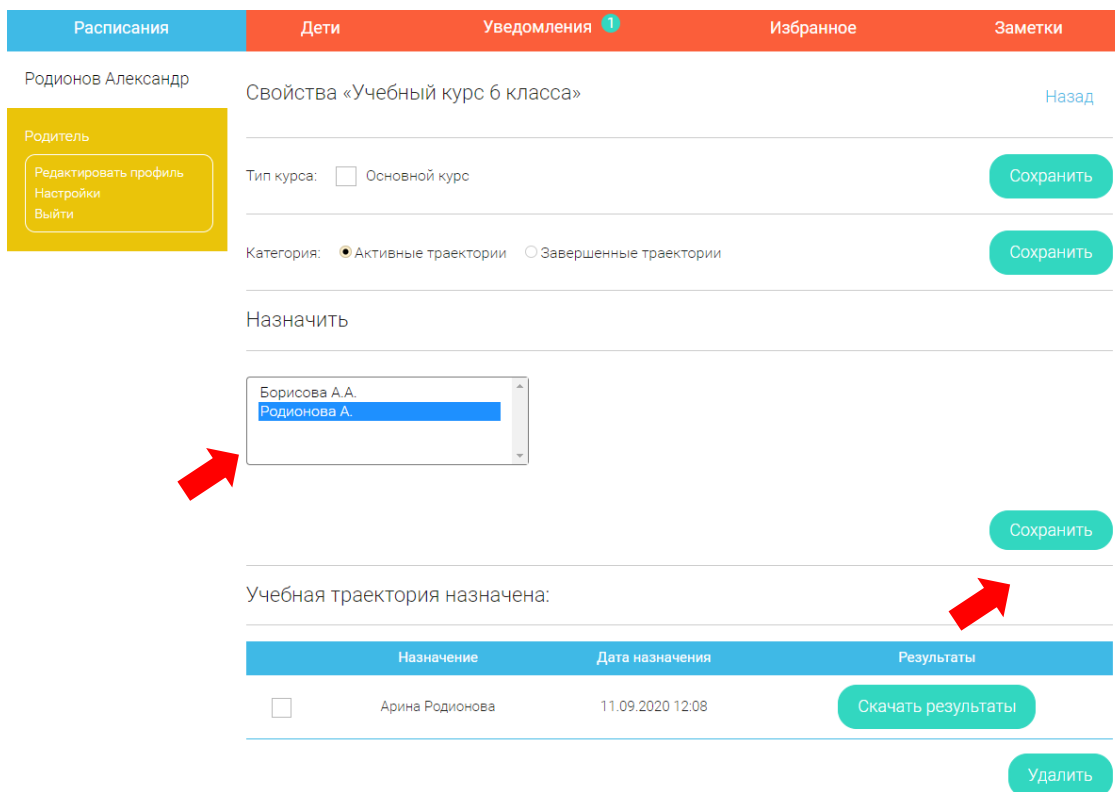 Расписания Дети Уведомления 1 Избранное Заметки
Родионов Александр
Свойства «Учебный курс 6 класса»
Назад
Родитель
Редактировать профиль
Настройки
Выйти
Тип курса: Основной курс Сохранить
Категория: Активные траектории Завершенные траектории Сохранить
Назначить
Борисова А.А.
Родионова А.
Сохранить
Учебная траектория назначена:
Назначение Дата назначения Результаты
Арина Родионова 11.09.2020 12:08 Скачать результаты
Удалить